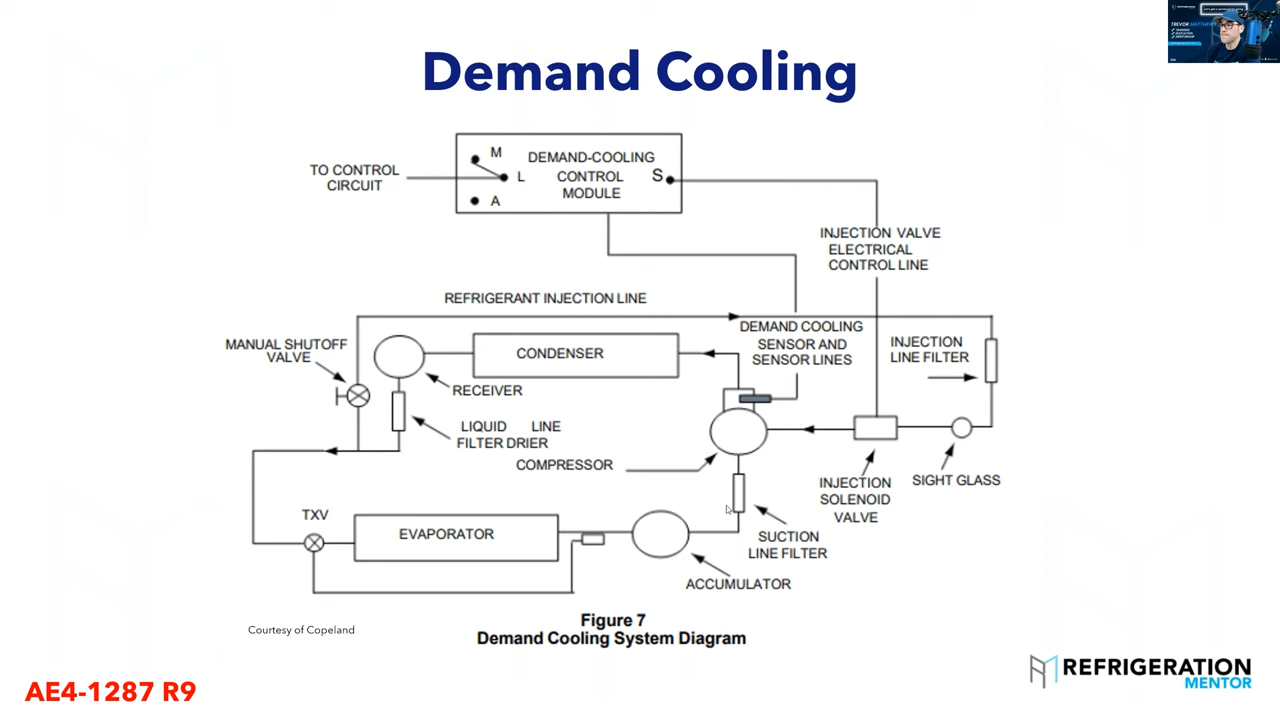 Demand Cooling
TREVOR MATTHEWS
M
DEMAND-COOLING
CONTROL
MODULE
L
S
A
TO CONTROL
CIRCUIT
INJECTION VALVE
ELECTRICAL
CONTROL LINE
REFRIGERANT INJECTION LINE
DEMAND COOLING
SENSOR AND
SENSOR LINES
INJECTION
LINE FILTER
MANUAL SHUTOFF
VALVE
CONDENSER
RECEIVER
LIQUID LINE
FILTER DRIER
COMPRESSOR
INJECTION
SOLENOID
VALVE
SIGHT GLASS
TXV
EVAPORATOR
SUCTION
LINE FILTER
ACCUMULATOR
Figure 7
Demand Cooling System Diagram
Courtesy of Copeland
AE4-1287 R9
REFRIGERATION
MENTOR